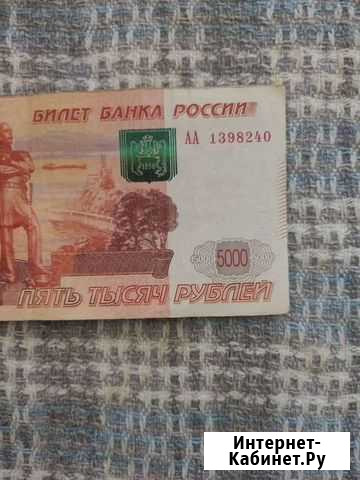 БИЛЕТ БАНКА РОССИИ
АА 1398240
5000
ПЯТЬ ТЫСЯЧ РУБЛЕЙ
Интернет-
Кабинет.Ру